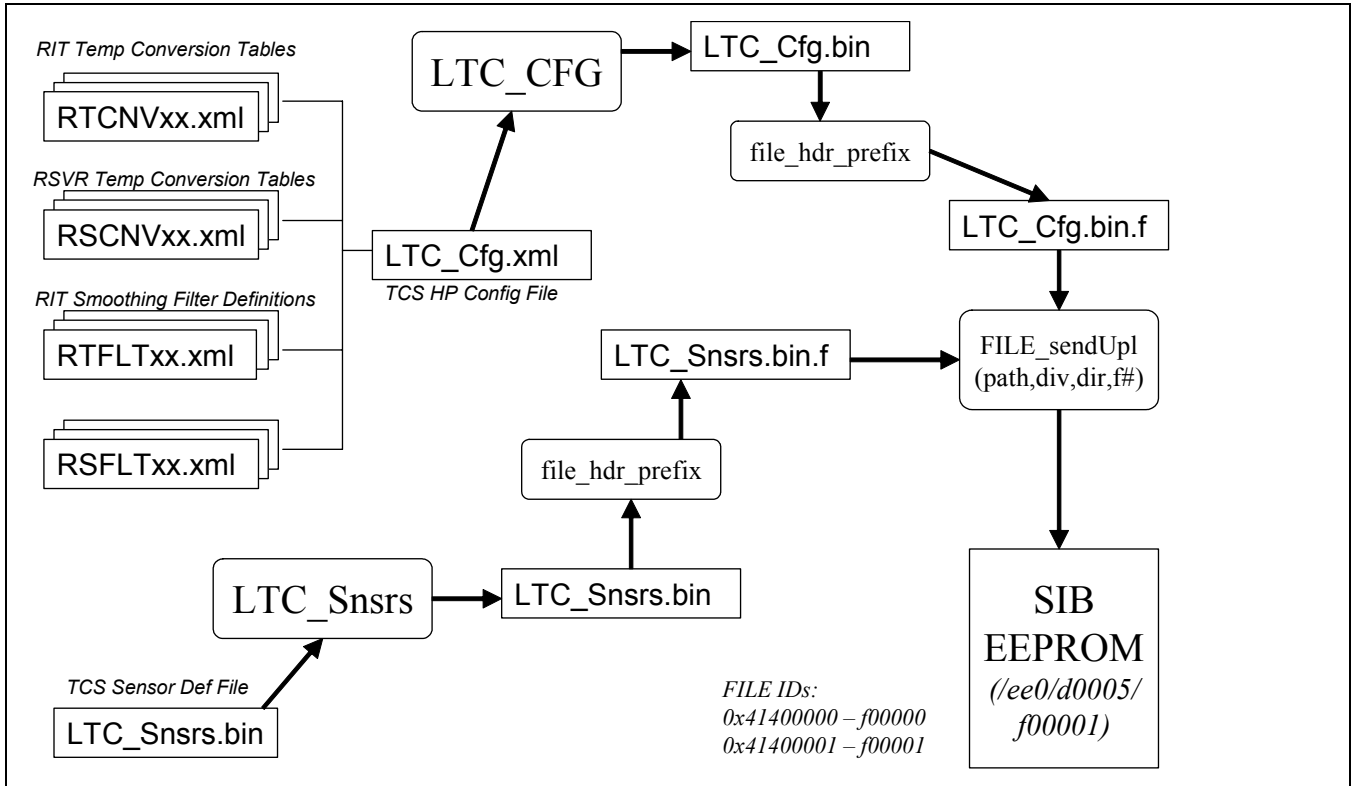 RIT Temp Conversion Tables
RTCNVxx.xml
RSVR Temp Conversion Tables
RSCNVxx.xml
RIT Smoothing Filter Definitions
RTFLTxx.xml
RSFLTxx.xml
LTC_Cfg.xml
TCS HP Config File
LTC_CFG
LTC_Cfg.bin
file_hdr_prefix
LTC_Cfg.bin.f
FILE_sendUpl
(path,div,dir,f#)
LTC_Snsrs.bin.f
file_hdr_prefix
LTC_Snsrs
LTC_Snsrs.bin
TCS Sensor Def File
LTC_Snsrs.bin
FILE IDs:
0x41400000 – f00000
0x41400001 – f00001
SIB
EEPROM
(/ee0/d0005/
f00001)